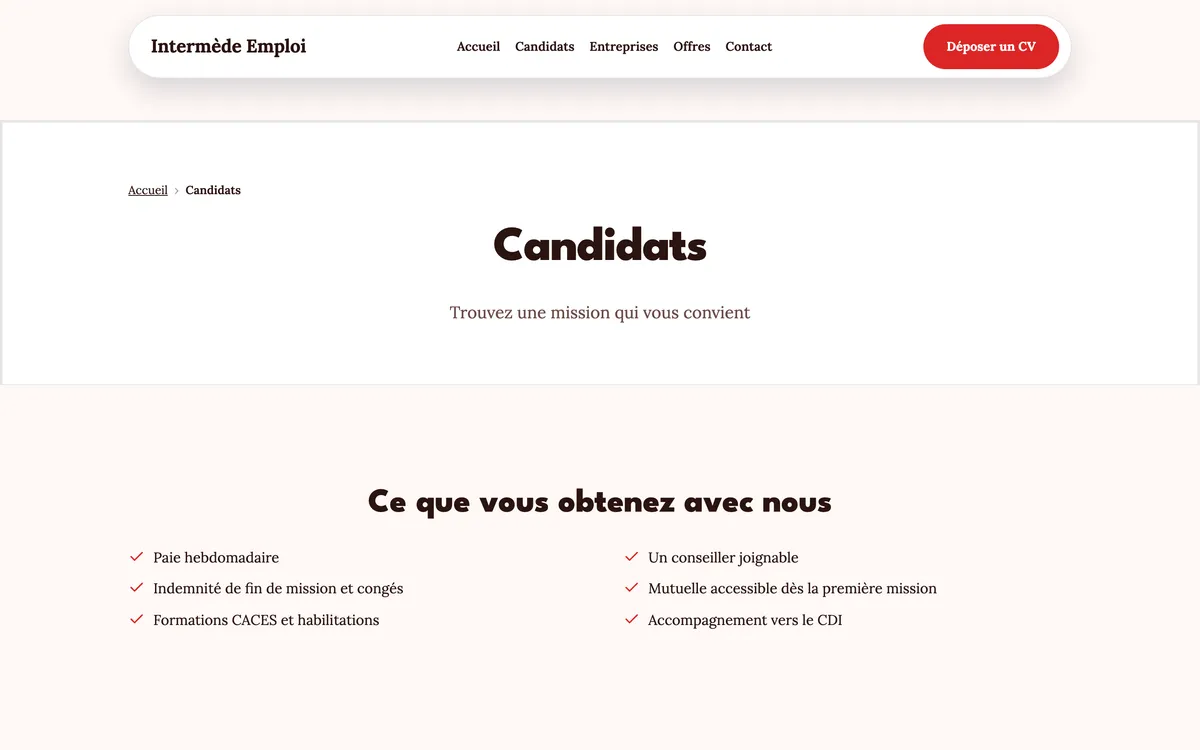 Intermède Emploi
Accueil Candidats Entreprises Offres Contact
Déposer un CV
Accueil › Candidats
Candidats
Trouvez une mission qui vous convient
Ce que vous obtenez avec nous
Paie hebdomadaire
Indemnité de fin de mission et congés
Formations CACES et habilitations
Un conseiller joignable
Mutuelle accessible dès la première mission
Accompagnement vers le CDI